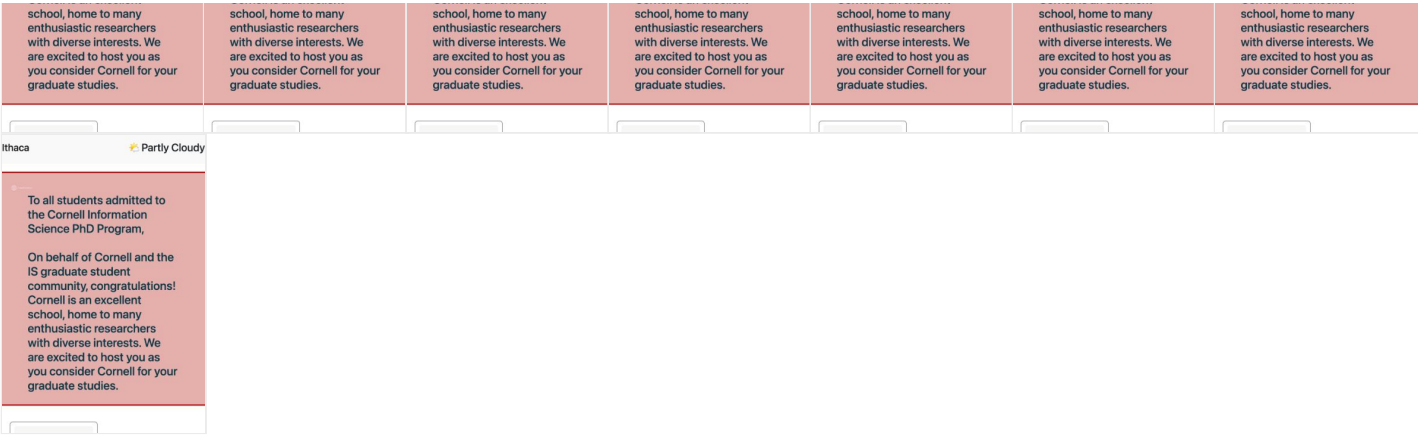 school, home to many
enthusiastic researchers
with diverse interests. We
are excited to host you as
you consider Cornell for your
graduate studies.
school, home to many
enthusiastic researchers
with diverse interests. We
are excited to host you as
you consider Cornell for your
graduate studies.
school, home to many
enthusiastic researchers
with diverse interests. We
are excited to host you as
you consider Cornell for your
graduate studies.
school, home to many
enthusiastic researchers
with diverse interests. We
are excited to host you as
you consider Cornell for your
graduate studies.
school, home to many
enthusiastic researchers
with diverse interests. We
are excited to host you as
you consider Cornell for your
graduate studies.
school, home to many
enthusiastic researchers
with diverse interests. We
are excited to host you as
you consider Cornell for your
graduate studies.
school, home to many
enthusiastic researchers
with diverse interests. We
are excited to host you as
you consider Cornell for your
graduate studies.
Ithaca ⛅ Partly Cloudy
To all students admitted to
the Cornell Information
Science PhD Program,
On behalf of Cornell and the
IS graduate student
community, congratulations!
Cornell is an excellent
school, home to many
enthusiastic researchers
with diverse interests. We
are excited to host you as
you consider Cornell for your
graduate studies.